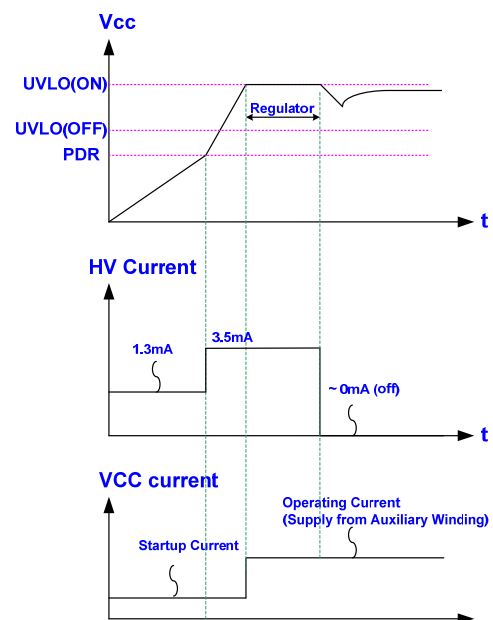 Vcc
UVLO(ON)
Regulator
UVLO(OFF)
PDR
t
HV Current
1.3mA
3.5mA
~ 0mA (off)
t
VCC current
Operating Current
(Supply from Auxiliary Winding)
Startup Current